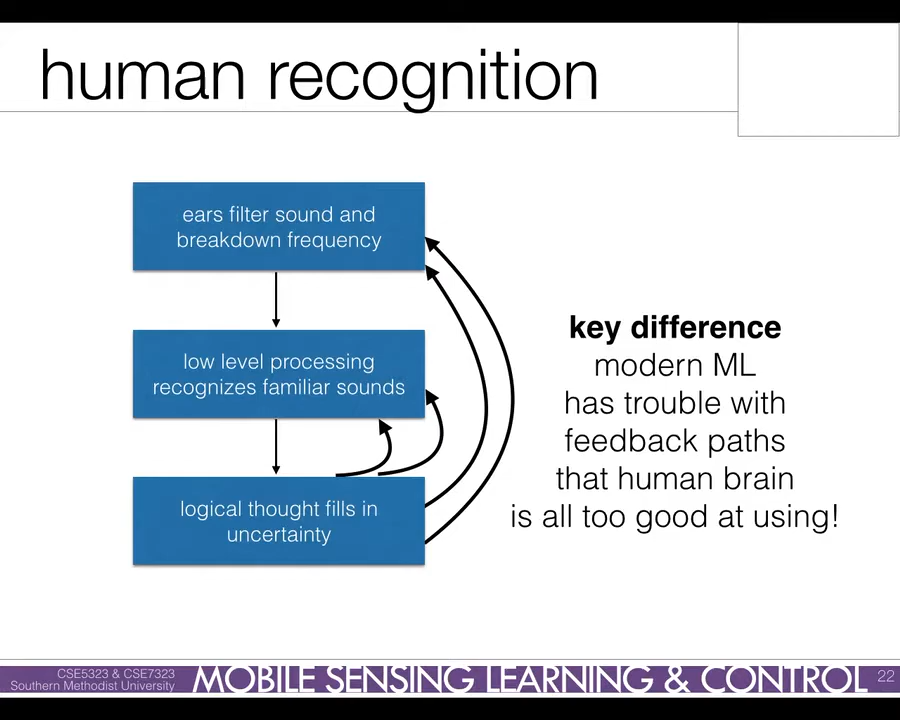 human recognition
ears filter sound and
breakdown frequency
low level processing
recognizes familiar sounds
logical thought fills in
uncertainty
key difference
modern ML
has trouble with
feedback paths
that human brain
is all too good at using!
CSE5323 & CSE7323
Southern Methodist University
MOBILE SENSING LEARNING & CONTROL
22